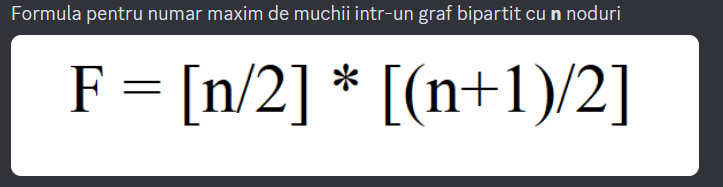 Formula pentru numar maxim de muchii intr-un graf bipartit cu n noduri
F = [n/2] * [(n+1)/2]